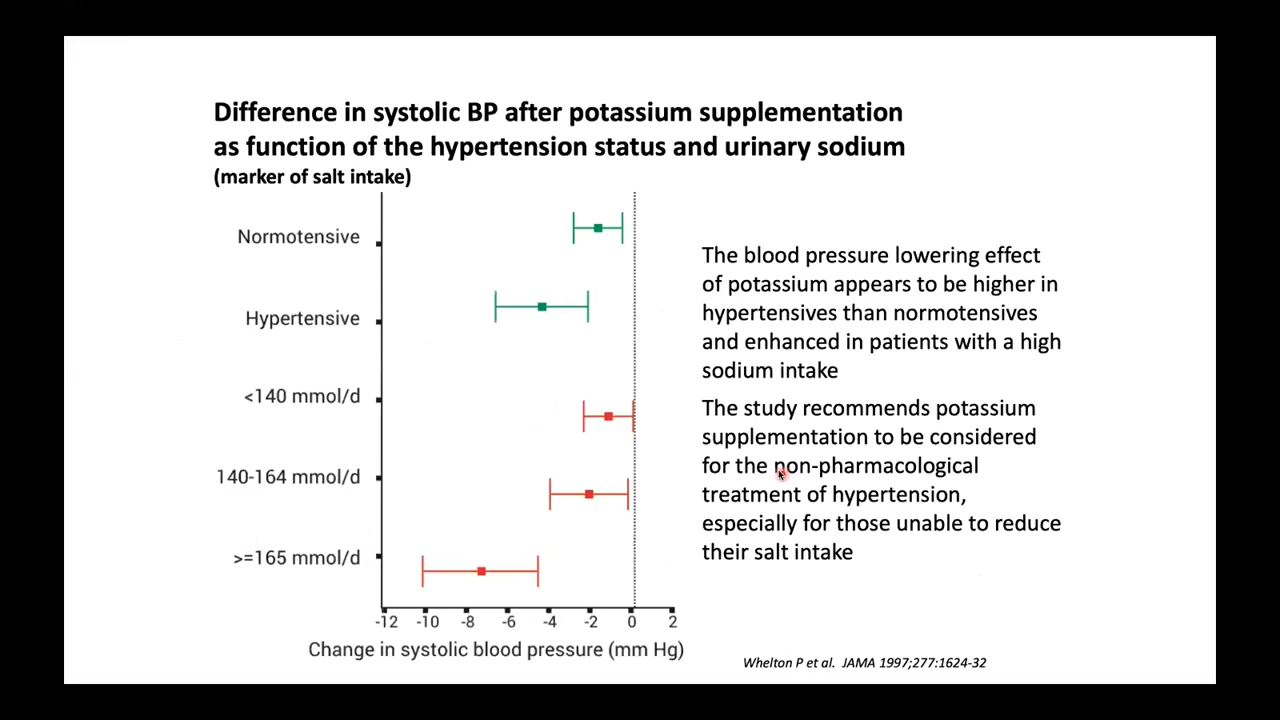 Difference in systolic BP after potassium supplementation
as function of the hypertension status and urinary sodium
(marker of salt intake)
Normotensive
Hypertensive
<140 mmol/d
140-164 mmol/d
>=165 mmol/d
-12 -10 -8 -6 -4 -2 0 2
Change in systolic blood pressure (mm Hg)
The blood pressure lowering effect
of potassium appears to be higher in
hypertensives than normotensives
and enhanced in patients with a high
sodium intake
The study recommends potassium
supplementation to be considered
for the non-pharmacological
treatment of hypertension,
especially for those unable to reduce
their salt intake
Whelton P et al. JAMA 1997;277:1624-32